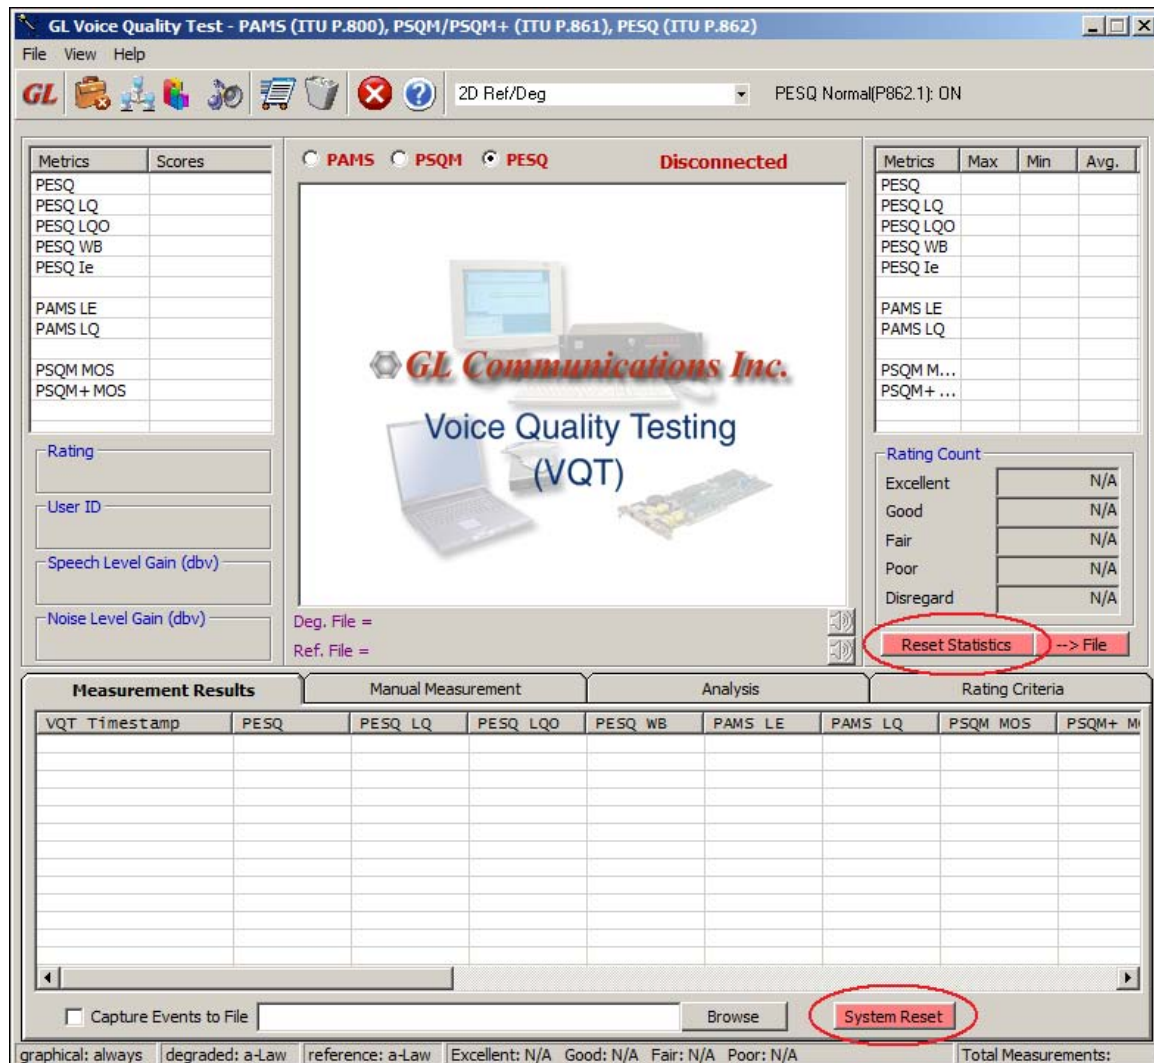 GL Voice Quality Test - PAMS (ITU P.800), PSQM/PSQM+ (ITU P.861), PESQ (ITU P.862)
File View Help
GL 2D Ref/Deg PESQ Normal(P862.1): ON
Metrics Scores
PESQ
PESQ LQ
PESQ LQO
PESQ WB
PESQ Ie
PAMS LE
PAMS LQ
PSQM MOS
PSQM+ MOS
Rating
User ID
Speech Level Gain (dbv)
Noise Level Gain (dbv)
PAMS PSQM PESQ Disconnected
GL Communications Inc.
Voice Quality Testing
(VQT)
Deg. File =
Ref. File =
Metrics Max Min Avg.
PESQ
PESQ LQ
PESQ LQO
PESQ WB
PESQ Ie
PAMS LE
PAMS LQ
PSQM M...
PSQM+ ...
Rating Count
Excellent N/A
Good N/A
Fair N/A
Poor N/A
Disregard N/A
Reset Statistics --> File
Measurement Results Manual Measurement Analysis Rating Criteria
VQT Timestamp PESQ PESQ LQ PESQ LQO PESQ WB PAMS LE PAMS LQ PSQM MOS PSQM+ M
Capture Events to File Browse System Reset
graphical: always degraded: a-Law reference: a-Law Excellent: N/A Good: N/A Fair: N/A Poor: N/A Total Measurements: